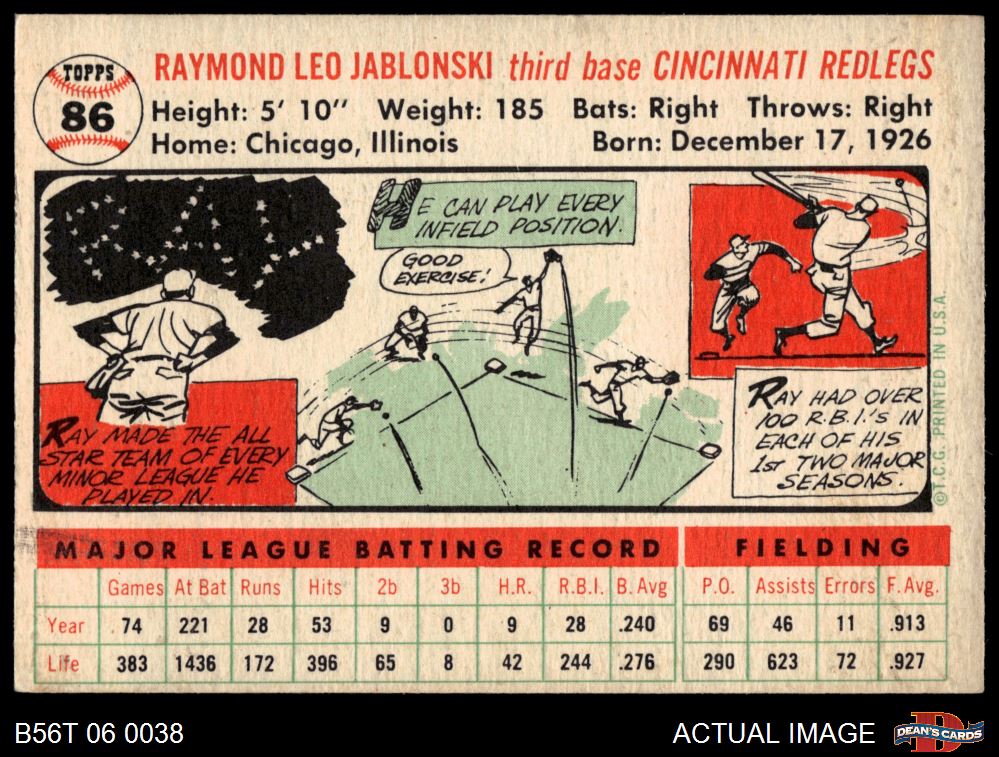 TOPPS
86
RAYMOND LEO JABLONSKI third base CINCINNATI REDLEGS
Height: 5' 10" Weight: 185 Bats: Right Throws: Right
Home: Chicago, Illinois Born: December 17, 1926
HE CAN PLAY EVERY
INFIELD POSITION.
GOOD
EXERCISE!
RAY MADE THE ALL
STAR TEAM OF EVERY
MINOR LEAGUE HE
PLAYED IN.
RAY HAD OVER
100 R.B.I.'S IN
EACH OF HIS
1ST TWO MAJOR
SEASONS.
©T.C.G. PRINTED IN U.S.A.
MAJOR LEAGUE BATTING RECORD FIELDING
Games At Bat Runs Hits 2b 3b H.R. R.B.I. B. Avg P.O. Assists Errors F. Avg.
Year 74 221 28 53 9 0 9 28 .240 69 46 11 .913
Life 383 1436 172 396 65 8 42 244 .276 290 623 72 .927
B56T 06 0038 ACTUAL IMAGE
DEAN'S CARDS